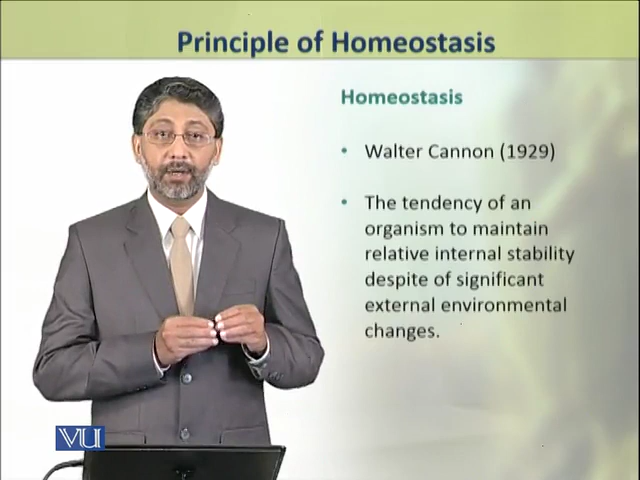 Principle of Homeostasis
Homeostasis
• Walter Cannon (1929)
• The tendency of an
organism to maintain
relative internal stability
despite of significant
external environmental
changes.
VU